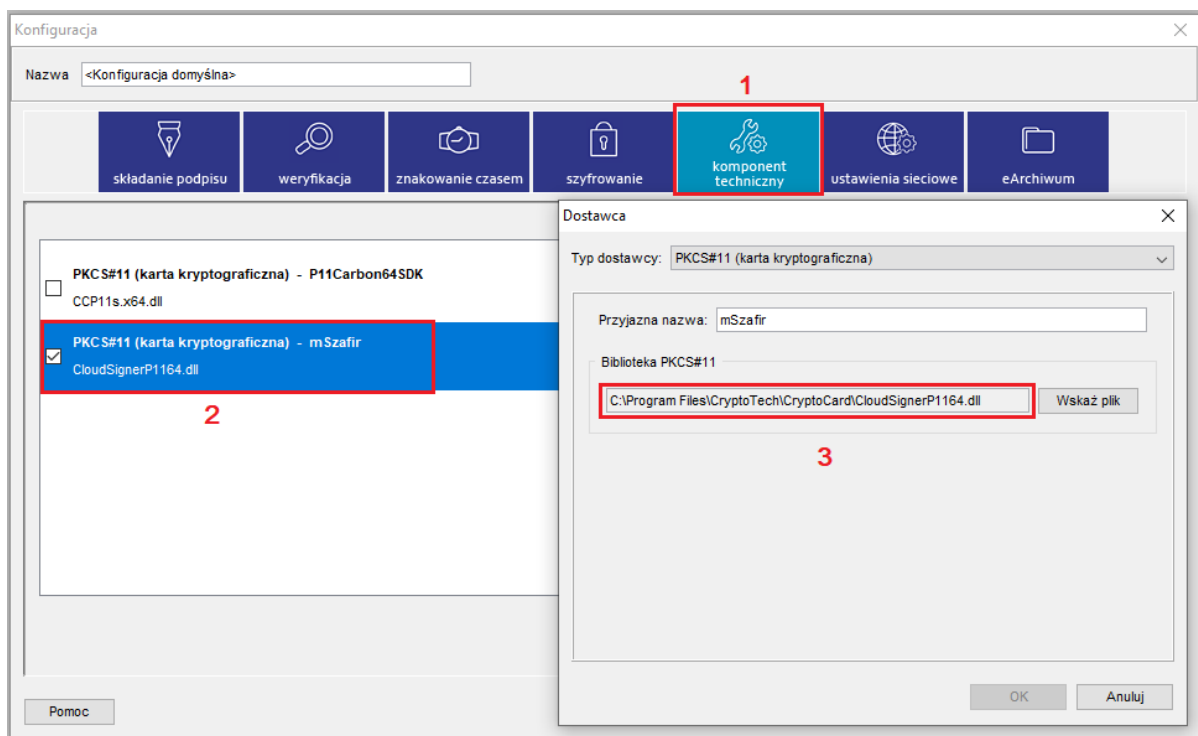 Konfiguracja
Nazwa <Konfiguracja domyślna>
1
składanie podpisu weryfikacja znakowanie czasem szyfrowanie komponent techniczny ustawienia sieciowe eArchiwum
PKCS#11 (karta kryptograficzna) - P11Carbon64SDK
CCP11s.x64.dll
PKCS#11 (karta kryptograficzna) - mSzafir
CloudSignerP1164.dll
2
Dostawca
Typ dostawcy: PKCS#11 (karta kryptograficzna)
Przyjazna nazwa: mSzafir
Biblioteka PKCS#11
C:\Program Files\CryptoTech\CryptoCard\CloudSignerP1164.dll Wskaż plik
3
OK Anuluj
Pomoc